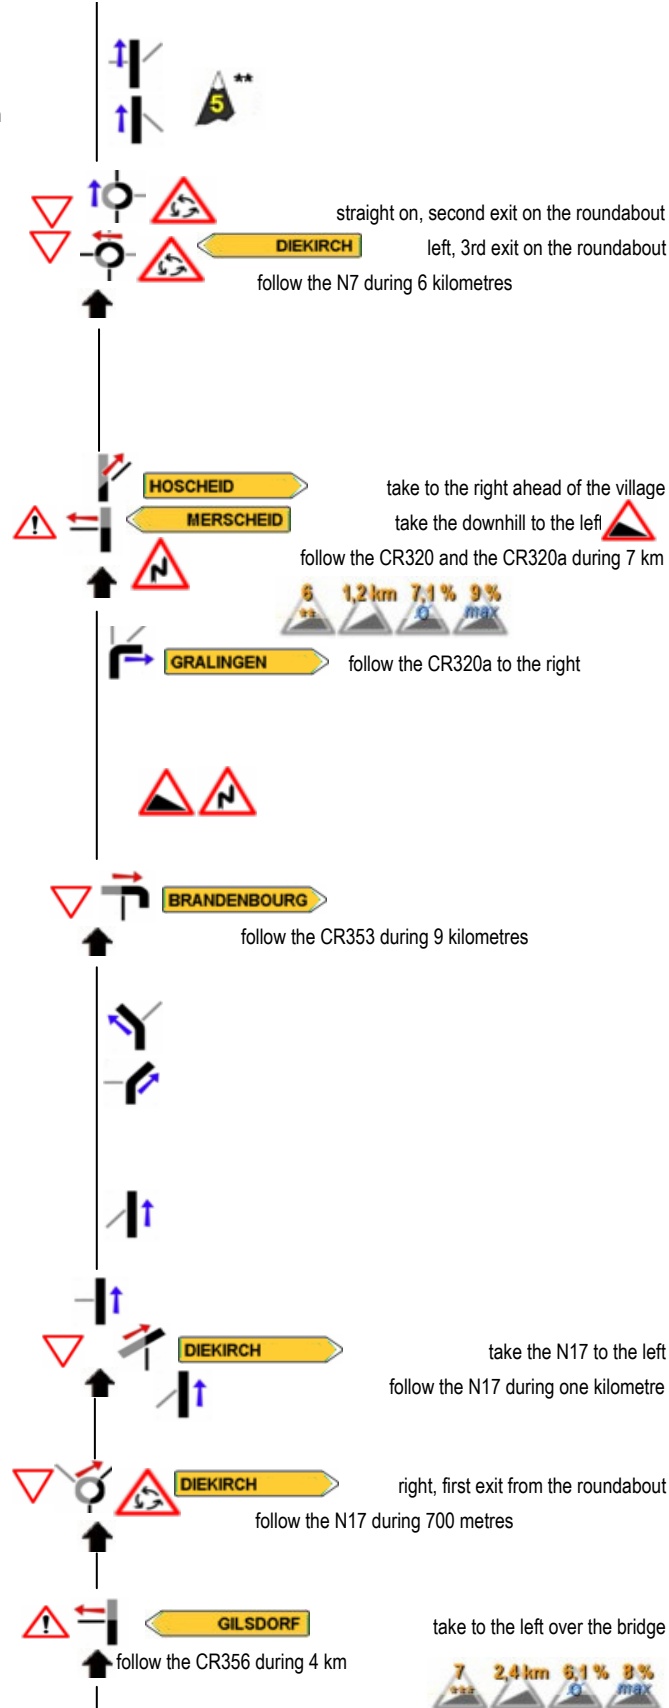 5 **
straight on, second exit on the roundabout
DIEKIRCH left, 3rd exit on the roundabout
follow the N7 during 6 kilometres
HOSCHEID take to the right ahead of the village
MERSCHEID take the downhill to the left
follow the CR320 and the CR320a during 7 km
6 ** 1,2 km 7,1 % Ø 9 % max
GRALINGEN follow the CR320a to the right
BRANDENBOURG
follow the CR353 during 9 kilometres
DIEKIRCH take the N17 to the left
follow the N17 during one kilometre
DIEKIRCH right, first exit from the roundabout
follow the N17 during 700 metres
GILSDORF take to the left over the bridge
follow the CR356 during 4 km
7 *** 2,4 km 6,1 % Ø 8 % max